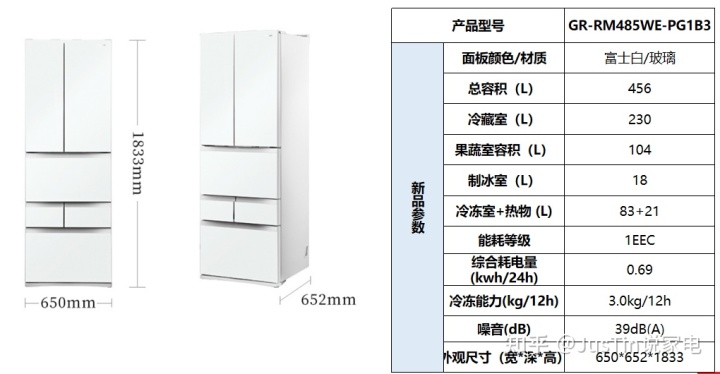 1833mm
650mm
652mm
产品型号 GR-RM485WE-PG1B3
新品参数
面板颜色/材质 富士白/玻璃
总容积（L） 456
冷藏室（L） 230
果蔬室容积（L） 104
制冰室（L） 18
冷冻室+热物 (L) 83+21
能耗等级 1EEC
综合耗电量
(kwh/24h) 0.69
冷冻能力(kg/12h) 3.0kg/12h
噪音(dB) 39dB(A)
外观尺寸（宽*深*高） 650*652*1833
知乎 @JusTin说家电